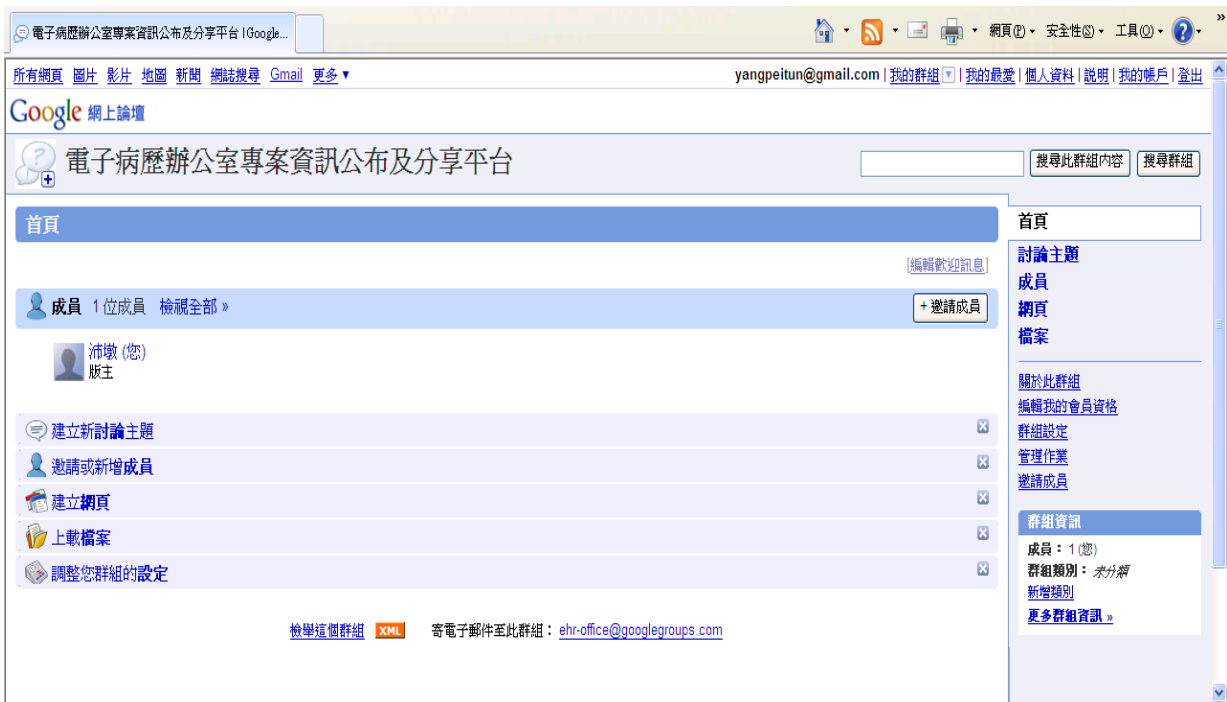 電子病歷辦公室專案資訊公布及分享平台 | Google...
網頁(P) 安全性(S) 工具(O)
»
所有網頁 圖片 影片 地圖 新聞 網誌搜尋 Gmail 更多 ▼
yangpeitun@gmail.com | 我的群組 | 我的最愛 | 個人資料 | 說明 | 我的帳戶 | 登出
Google 網上論壇
電子病歷辦公室專案資訊公布及分享平台
搜尋此群組內容 搜尋群組
首頁
[編輯歡迎訊息]
成員 1 位成員 檢視全部 »
+ 邀請成員
沛墩 (您)
版主
建立新討論主題
邀請或新增成員
建立網頁
上載檔案
調整您群組的設定
檢舉這個群組 XML 寄電子郵件至此群組： ehr-office@googlegroups.com
首頁
討論主題
成員
網頁
檔案
關於此群組
編輯我的會員資格
群組設定
管理作業
邀請成員
群組資訊
成員： 1 (您)
群組類別： 未分類
新增類別
更多群組資訊 »